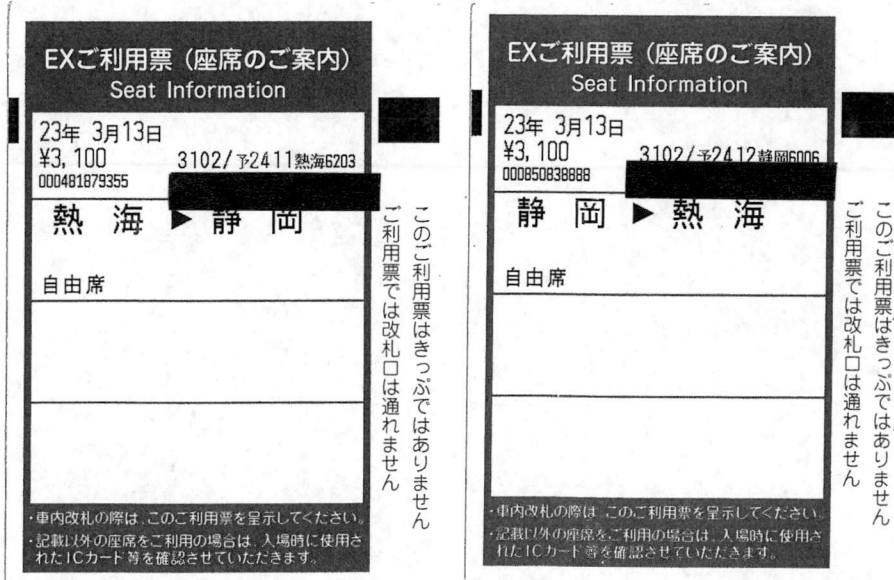 EXご利用票（座席のご案内）
Seat Information
23年 3月13日
¥3,100 3102/予2411熱海6203
000481879355
熱海▶静岡
自由席
・車内改札の際は、このご利用票を呈示してください。
・記載以外の座席をご利用の場合は、入場時に使用さ
れたICカード等を確認させていただきます。
このご利用票はきっぷではありません
ご利用票では改札口は通れません
EXご利用票（座席のご案内）
Seat Information
23年 3月13日
¥3,100 3102/予2412静岡6006
000850838888
静岡▶熱海
自由席
・車内改札の際は、このご利用票を呈示してください。
・記載以外の座席をご利用の場合は、入場時に使用さ
れたICカード等を確認させていただきます。
このご利用票はきっぷではありません
ご利用票では改札口は通れません